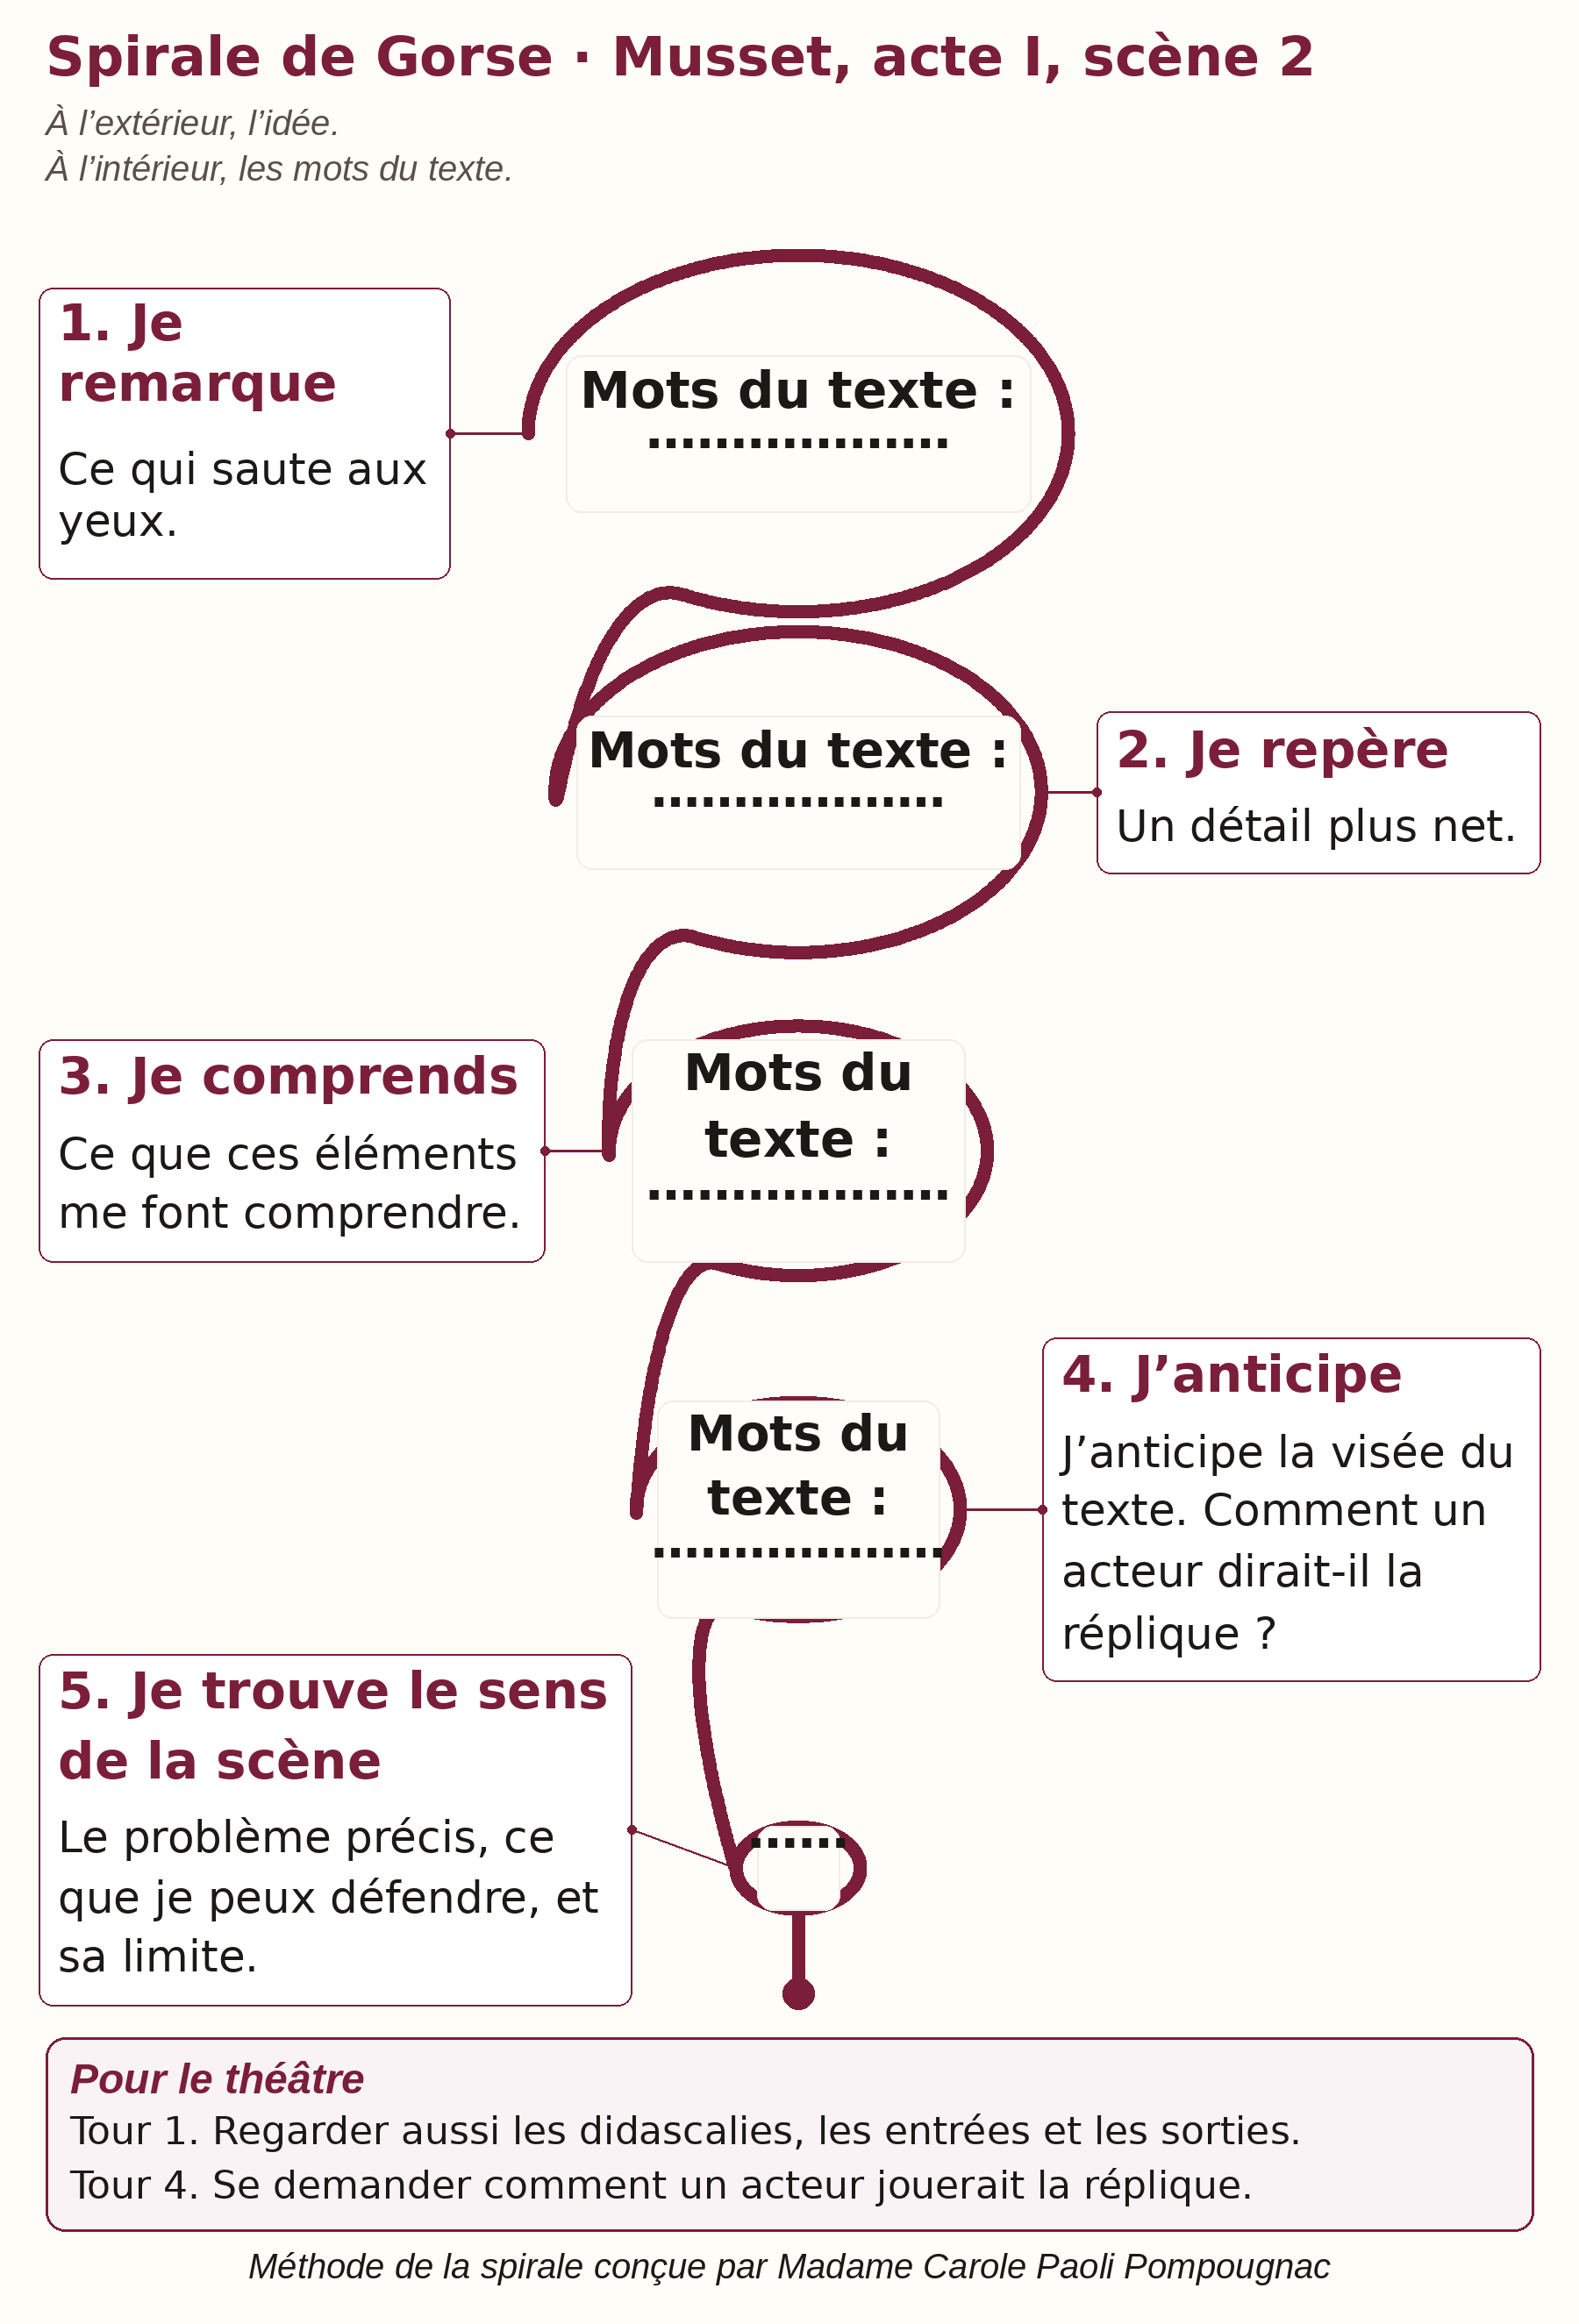 Spirale de Gorse · Musset, acte I, scène 2
À l’extérieur, l’idée.
À l’intérieur, les mots du texte.
1. Je
remarque
Ce qui saute aux
yeux.
Mots du texte :
..................
Mots du texte :
..................
2. Je repère
Un détail plus net.
3. Je comprends
Ce que ces éléments
me font comprendre.
Mots du
texte :
..................
4. J’anticipe
J’anticipe la visée du
texte. Comment un
acteur dirait-il la
réplique ?
Mots du
texte :
..................
5. Je trouve le sens
de la scène
Le problème précis, ce
que je peux défendre, et
sa limite.
......
Pour le théâtre
Tour 1. Regarder aussi les didascalies, les entrées et les sorties.
Tour 4. Se demander comment un acteur jouerait la réplique.
Méthode de la spirale conçue par Madame Carole Paoli Pompougnac